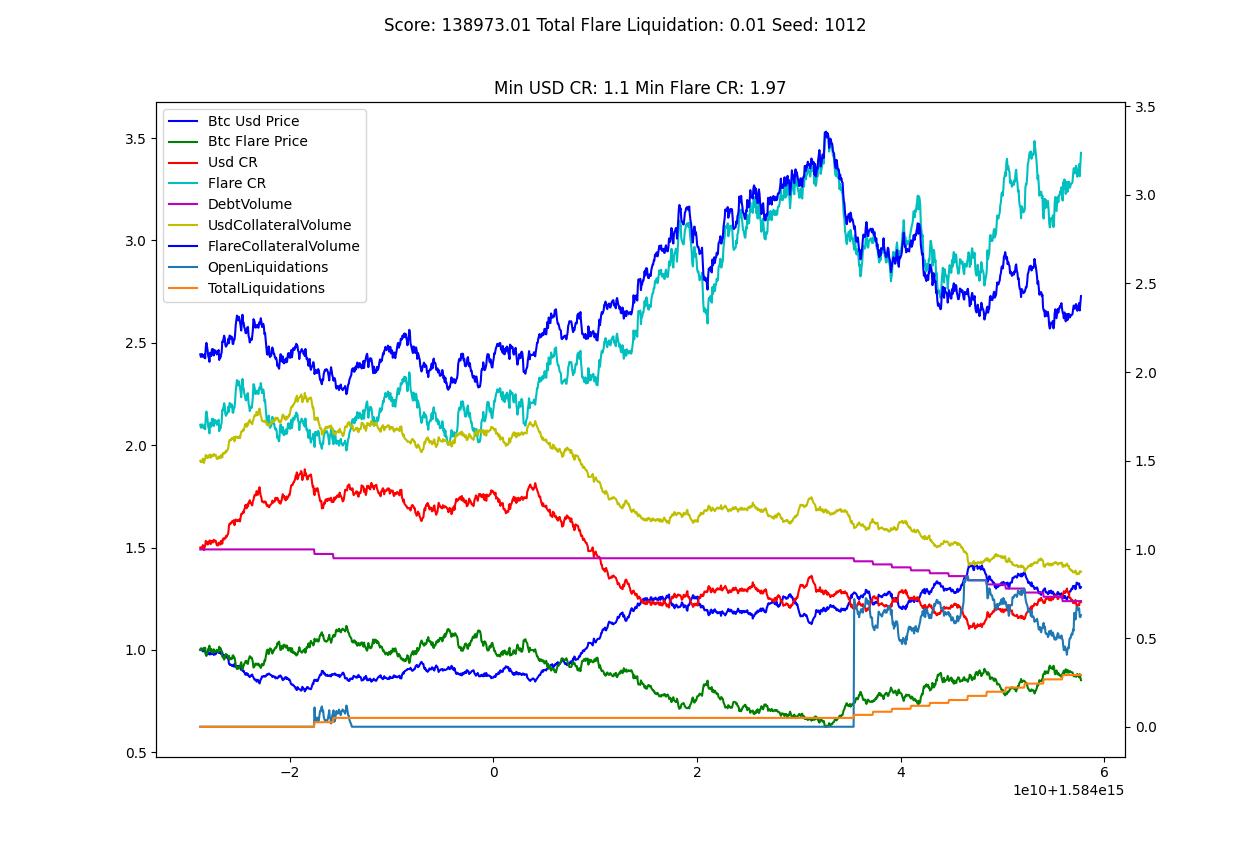 Score: 138973.01 Total Flare Liquidation: 0.01 Seed: 1012
Min USD CR: 1.1 Min Flare CR: 1.97
Btc Usd Price
Btc Flare Price
Usd CR
Flare CR
DebtVolume
UsdCollateralVolume
FlareCollateralVolume
OpenLiquidations
TotalLiquidations
3.5
3.0
2.5
2.0
1.5
1.0
0.5
3.5
3.0
2.5
2.0
1.5
1.0
0.5
0.0
−2 0 2 4 6
1e10+1.584e15